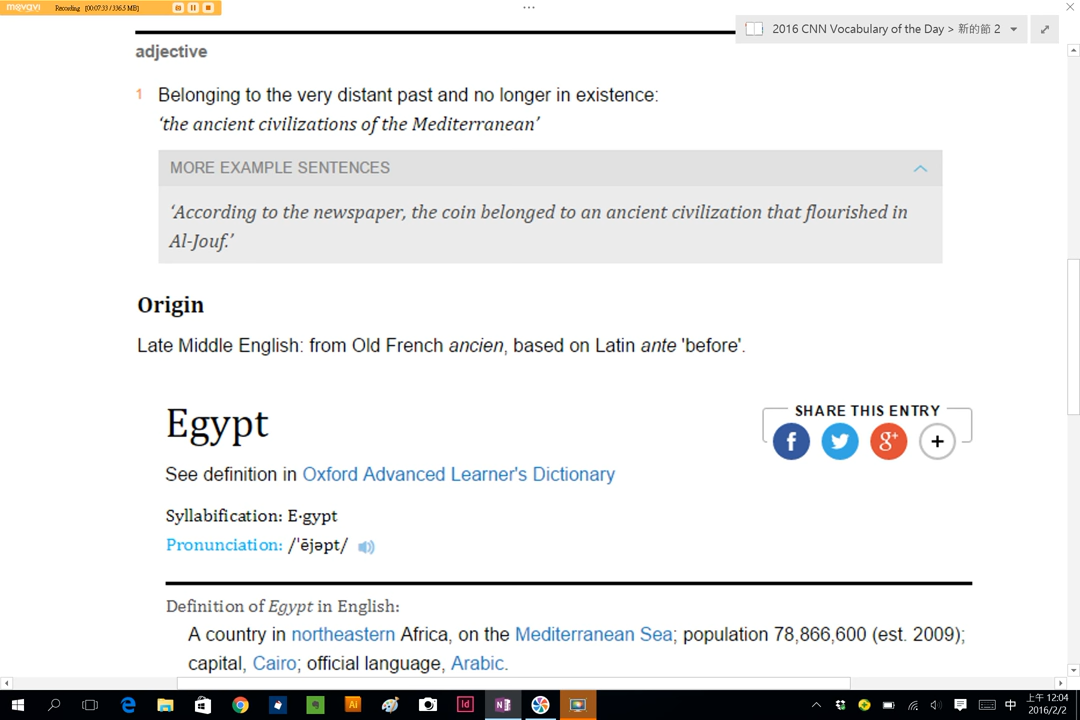 movavi Recording [00:07:33 / 336.5 MB]
2016 CNN Vocabulary of the Day > 新的節 2
adjective
1 Belonging to the very distant past and no longer in existence:
‘the ancient civilizations of the Mediterranean’
MORE EXAMPLE SENTENCES
‘According to the newspaper, the coin belonged to an ancient civilization that flourished in
Al-Jouf.’
Origin
Late Middle English: from Old French ancien, based on Latin ante 'before'.
Egypt
SHARE THIS ENTRY
f g+ +
See definition in Oxford Advanced Learner's Dictionary
Syllabification: E·gypt
Pronunciation: /ˈējəpt/
Definition of Egypt in English:
A country in northeastern Africa, on the Mediterranean Sea; population 78,866,600 (est. 2009);
capital, Cairo; official language, Arabic.
Ai Id N 中
上午 12:04
2016/2/2